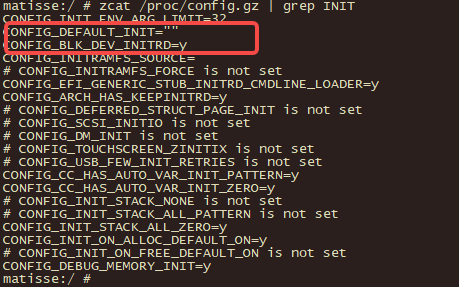 matisse:/ # zcat /proc/config.gz | grep INIT
CONFIG_INIT_ENV_ARG_LIMIT=32
CONFIG_DEFAULT_INIT=""
CONFIG_BLK_DEV_INITRD=y
CONFIG_INITRAMFS_SOURCE=""
# CONFIG_INITRAMFS_FORCE is not set
CONFIG_EFI_GENERIC_STUB_INITRD_CMDLINE_LOADER=y
CONFIG_ARCH_HAS_KEEPINITRD=y
# CONFIG_DEFERRED_STRUCT_PAGE_INIT is not set
# CONFIG_SCSI_INITIO is not set
# CONFIG_DM_INIT is not set
# CONFIG_TOUCHSCREEN_ZINITIX is not set
# CONFIG_USB_FEW_INIT_RETRIES is not set
CONFIG_CC_HAS_AUTO_VAR_INIT_PATTERN=y
CONFIG_CC_HAS_AUTO_VAR_INIT_ZERO=y
# CONFIG_INIT_STACK_NONE is not set
# CONFIG_INIT_STACK_ALL_PATTERN is not set
CONFIG_INIT_STACK_ALL_ZERO=y
CONFIG_INIT_ON_ALLOC_DEFAULT_ON=y
# CONFIG_INIT_ON_FREE_DEFAULT_ON is not set
CONFIG_DEBUG_MEMORY_INIT=y
matisse:/ #